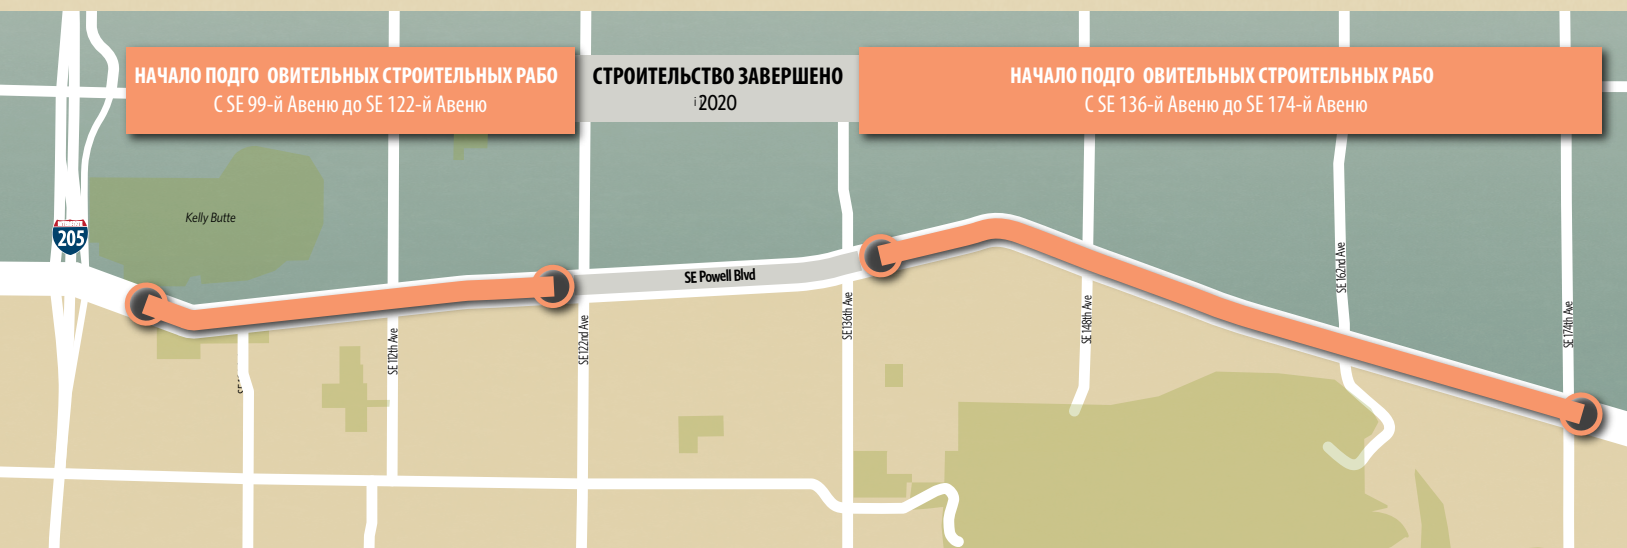 НАЧАЛО ПОДГО ОВИТЕЛЬНЫХ СТРОИТЕЛЬНЫХ РАБО
С SE 99-й Авеню до SE 122-й Авеню
СТРОИТЕЛЬСТВО ЗАВЕРШЕНО
i 2020
НАЧАЛО ПОДГО ОВИТЕЛЬНЫХ СТРОИТЕЛЬНЫХ РАБО
С SE 136-й Авеню до SE 174-й Авеню
Kelly Butte
205
SE Powell Blvd
SE 112th Ave
SE 122nd Ave
SE 136th Ave
SE 148th Ave
SE 162nd Ave
SE 174th Ave